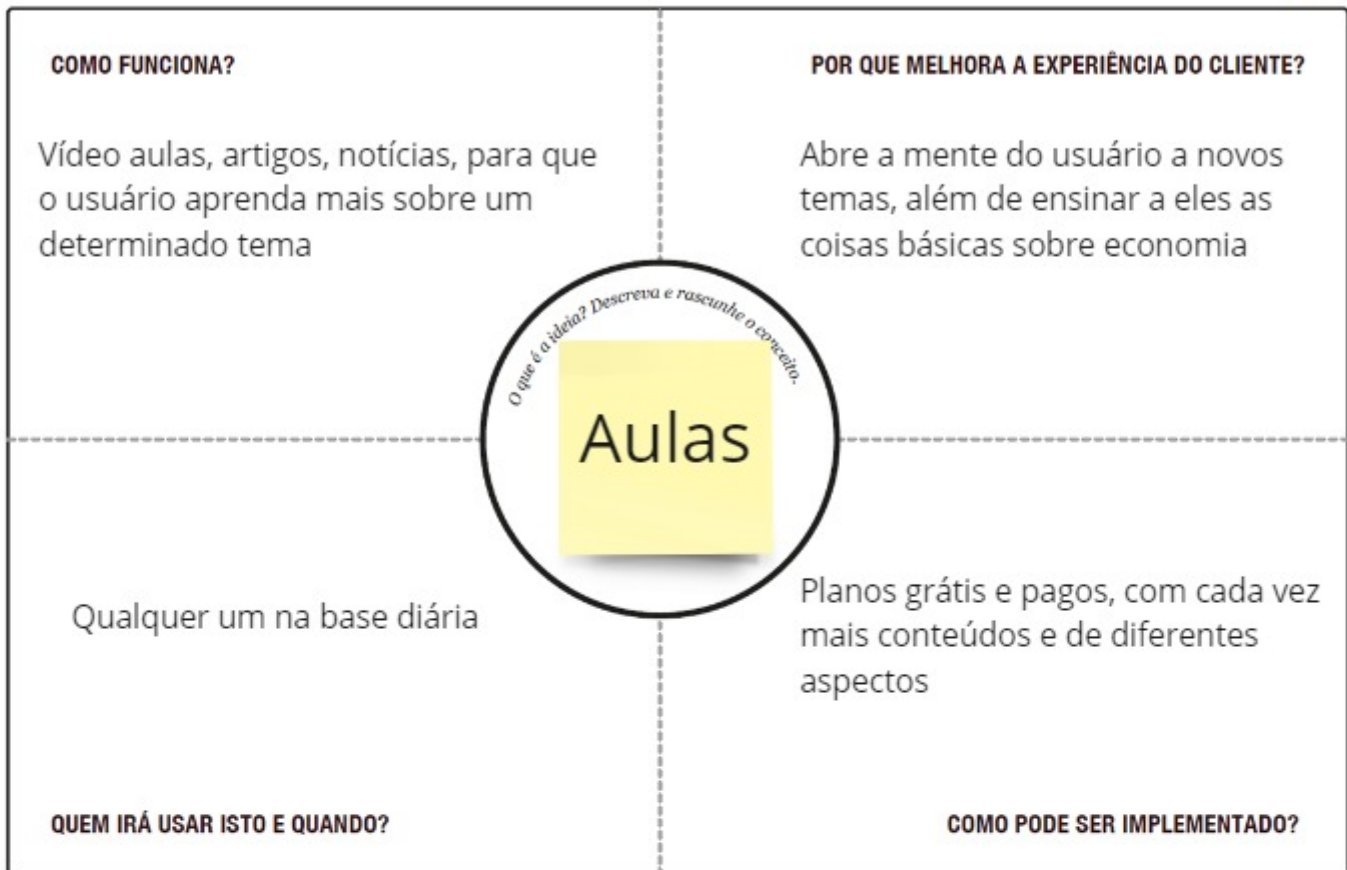 COMO FUNCIONA?
Vídeo aulas, artigos, notícias, para que
o usuário aprenda mais sobre um
determinado tema
POR QUE MELHORA A EXPERIÊNCIA DO CLIENTE?
Abre a mente do usuário a novos
temas, além de ensinar a eles as
coisas básicas sobre economia
O que é a ideia? Descreva e rascunhe o conceito.
Aulas
Qualquer um na base diária
QUEM IRÁ USAR ISTO E QUANDO?
Planos grátis e pagos, com cada vez
mais conteúdos e de diferentes
aspectos
COMO PODE SER IMPLEMENTADO?